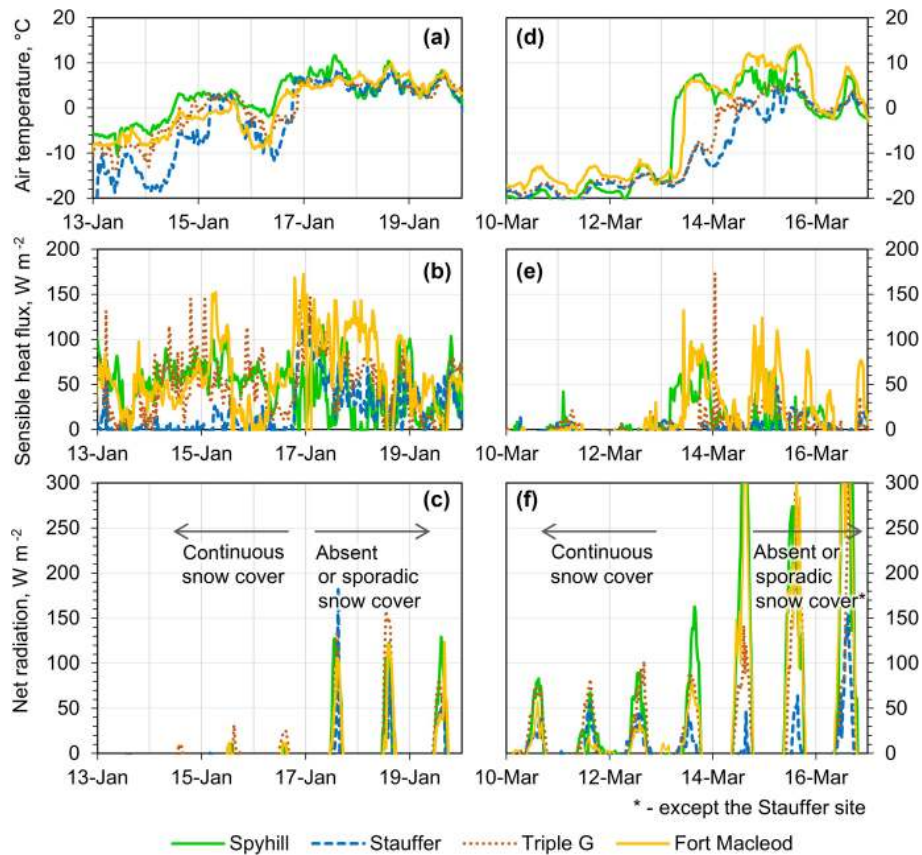 (a)
Air temperature, °C
20
10
0
-10
-20
13-Jan 15-Jan 17-Jan 19-Jan
(d)
20
10
0
-10
-20
10-Mar 12-Mar 14-Mar 16-Mar
(b)
Sensible heat flux, W m⁻²
200
150
100
50
0
13-Jan 15-Jan 17-Jan 19-Jan
(e)
200
150
100
50
0
10-Mar 12-Mar 14-Mar 16-Mar
(c)
Net radiation, W m⁻²
300
250
200
150
100
50
0
Continuous
snow cover
Absent
or sporadic
snow cover
13-Jan 15-Jan 17-Jan 19-Jan
(f)
300
250
200
150
100
50
0
Continuous
snow cover
Absent or
sporadic
snow cover*
10-Mar 12-Mar 14-Mar 16-Mar
* - except the Stauffer site
Spyhill Stauffer Triple G Fort Macleod